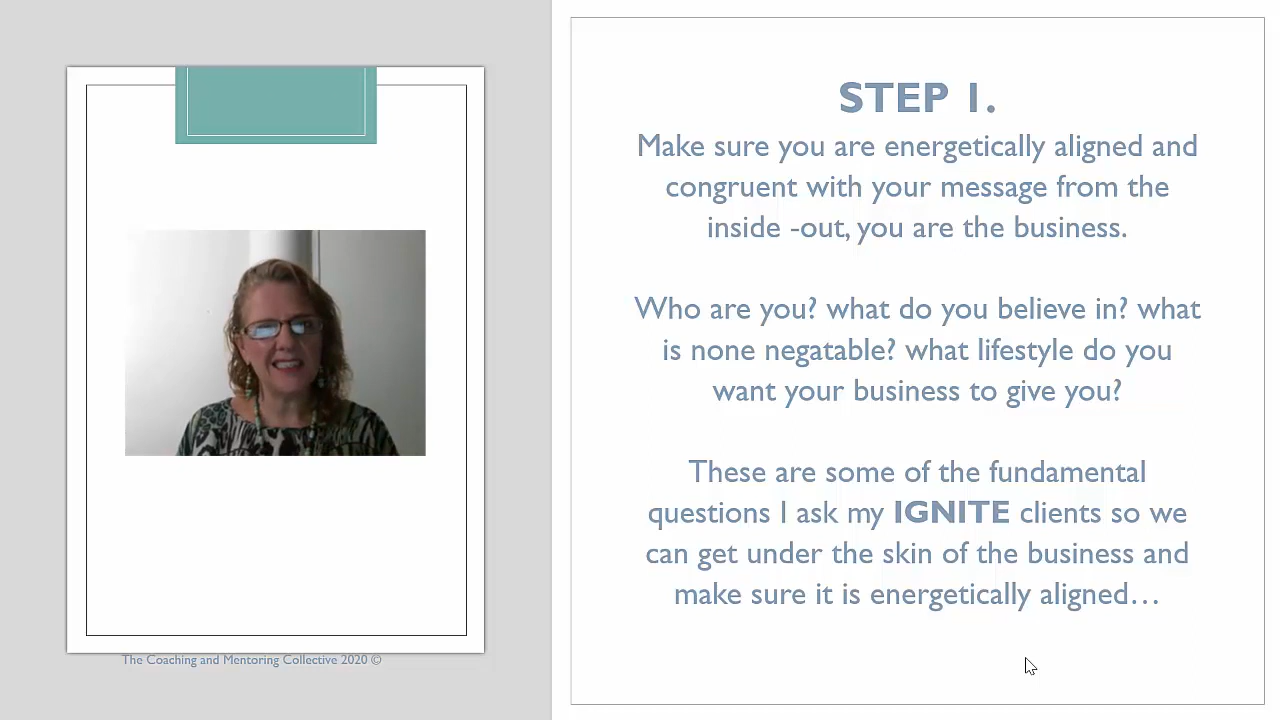 STEP 1.
Make sure you are energetically aligned and
congruent with your message from the
inside -out, you are the business.
Who are you? what do you believe in? what
is none negatable? what lifestyle do you
want your business to give you?
These are some of the fundamental
questions I ask my IGNITE clients so we
can get under the skin of the business and
make sure it is energetically aligned…
The Coaching and Mentoring Collective 2020 ©